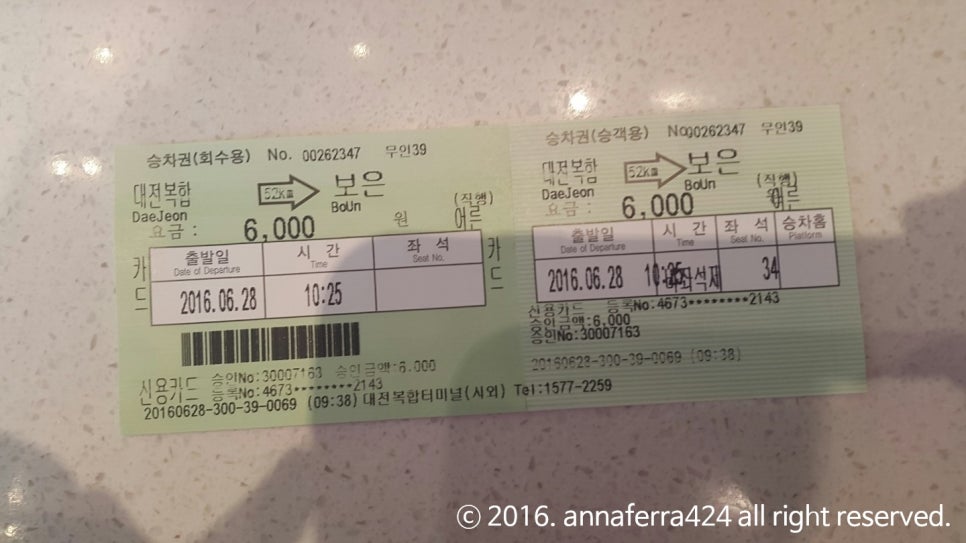 승차권(회수용) No. 00262347 무인39
대전복합 52km 보은
DaeJeon BoUn (직행)
요금: 6,000 원 어른
카드
출발일 시 간 좌 석
Date of Departure Time Seat No.
2016.06.28 10:25
신용카드 승인No:30007163 승인금액:6,000
등록No:4673********2143
20160628-300-39-0069 (09:38) 대전복합터미널(시외) Tel:1577-2259
승차권(승객용) No.00262347 무인39
대전복합 52km 보은
DaeJeon BoUn (직행)
요금: 6,000 원 어른
카드
출발일 시 간 좌 석 승차홈
Date of Departure Time Seat No. Platform
2016.06.28 10:25 34
신용카드 등록No:4673********2143
승인금액:6,000
승인No:30007163
20160628-300-39-0069 (09:38)
© 2016. annaferra424 all right reserved.